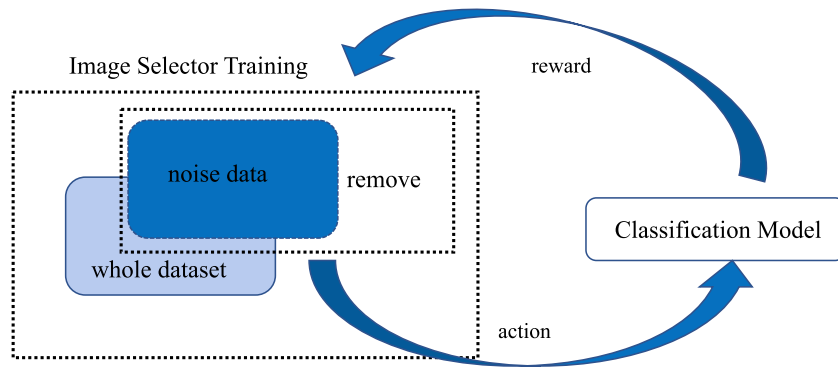 reward
Image Selector Training
noise data
remove
Classification Model
whole dataset
action